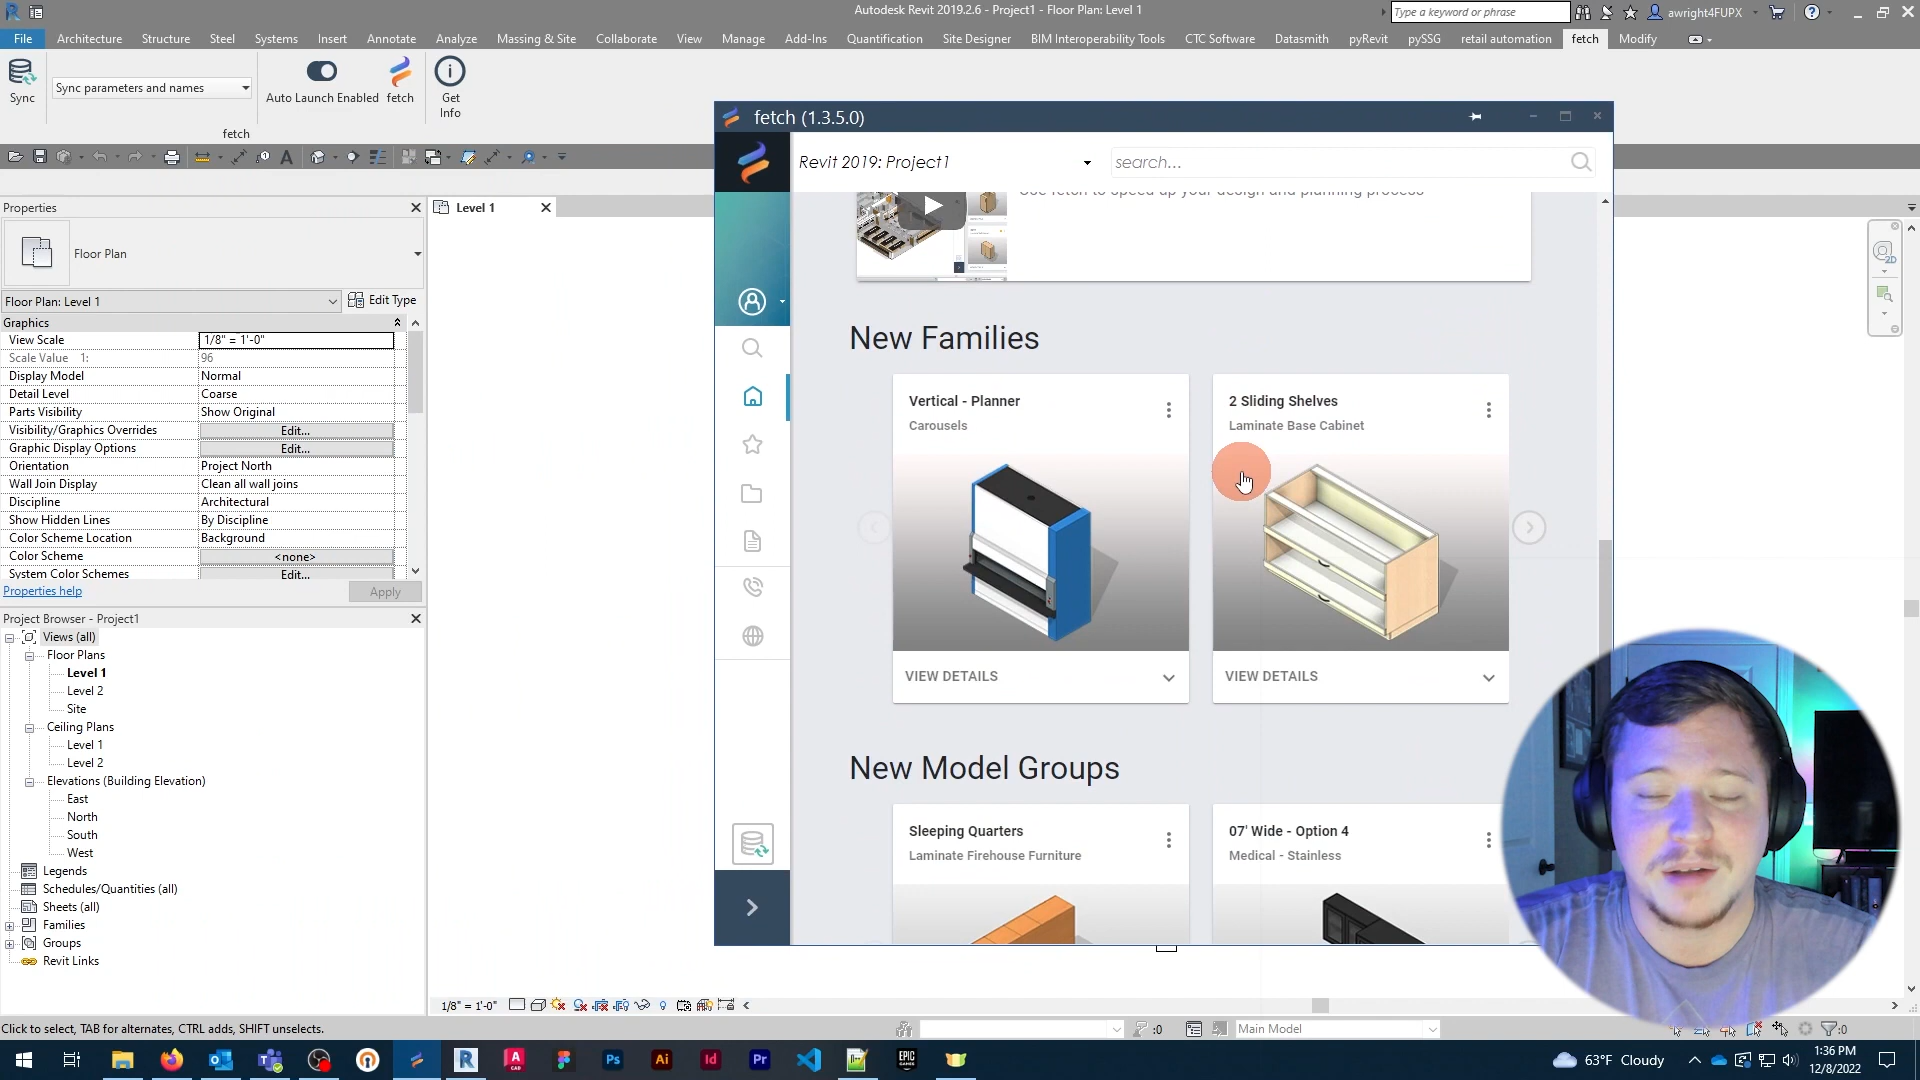 Autodesk Revit 2019.2.6 - Project1 - Floor Plan: Level 1
Type a keyword or phrase
awright4FUPX
File Architecture Structure Steel Systems Insert Annotate Analyze Massing & Site Collaborate View Manage Add-Ins Quantification Site Designer BIM Interoperability Tools CTC Software Datasmith pyRevit pySSG retail automation fetch Modify
Sync
Sync parameters and names
Auto Launch Enabled
fetch
Get
Info
fetch
fetch (1.3.5.0)
Revit 2019: Project1
search...
Use fetch to speed up your design and planning process
Properties
Level 1
Floor Plan
Floor Plan: Level 1
Edit Type
Graphics
View Scale 1/8" = 1'-0"
Scale Value 1: 96
Display Model Normal
Detail Level Coarse
Parts Visibility Show Original
Visibility/Graphics Overrides Edit...
Graphic Display Options Edit...
Orientation Project North
Wall Join Display Clean all wall joins
Discipline Architectural
Show Hidden Lines By Discipline
Color Scheme Location Background
Color Scheme <none>
System Color Schemes Edit...
Properties help
Apply
Project Browser - Project1
Views (all)
Floor Plans
Level 1
Level 2
Site
Ceiling Plans
Level 1
Level 2
Elevations (Building Elevation)
East
North
South
West
Legends
Schedules/Quantities (all)
Sheets (all)
Families
Groups
Revit Links
New Families
Vertical - Planner
Carousels
VIEW DETAILS
2 Sliding Shelves
Laminate Base Cabinet
VIEW DETAILS
New Model Groups
Sleeping Quarters
Laminate Firehouse Furniture
07' Wide - Option 4
Medical - Stainless
2D
1/8" = 1'-0"
Click to select, TAB for alternates, CTRL adds, SHIFT unselects.
:0
Main Model
:0
63°F Cloudy
1:36 PM
12/8/2022